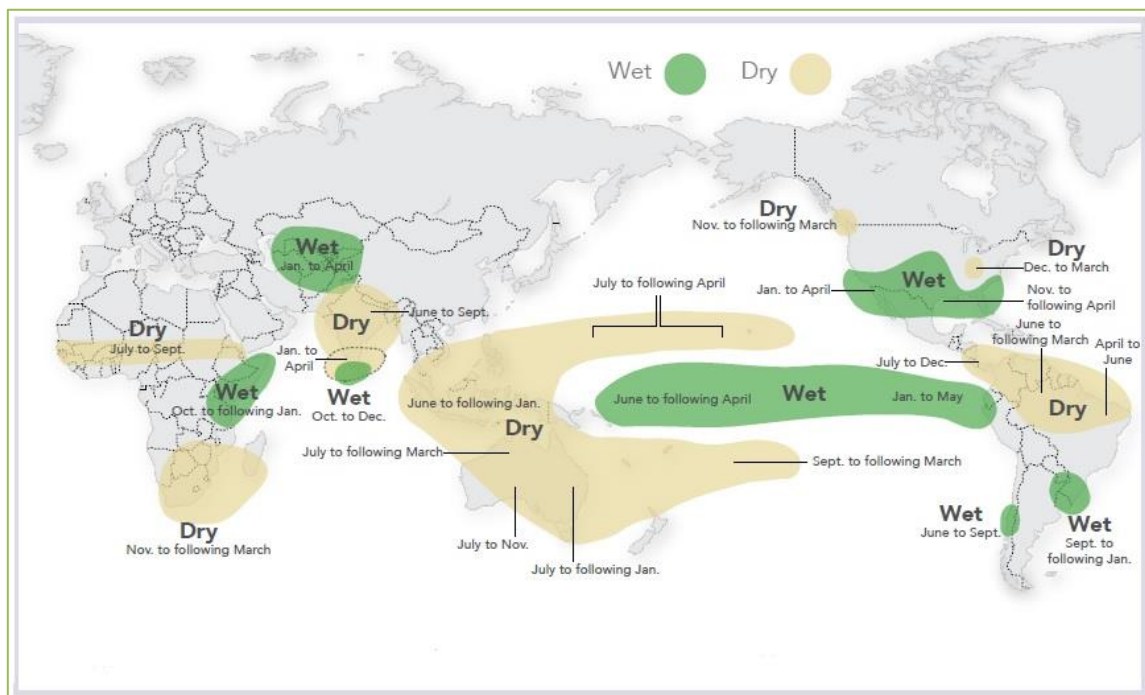 Wet
Dry
Dry
Nov. to following March
Wet
Jan. to April
Dry
Dec. to March
Jan. to April
Wet
Nov. to
following April
July to following April
June to Sept.
Dry
Dry
July to Sept.
Jan. to
April
June to
following March
April to
June
July to Dec.
Wet
Oct. to following Jan.
Wet
Oct. to Dec.
June to following Jan.
Dry
June to following April
Wet
Jan. to May
Dry
July to following March
Sept. to following March
Dry
Nov. to following March
July to Nov.
July to following Jan.
Wet
June to Sept.
Wet
Sept. to
following Jan.